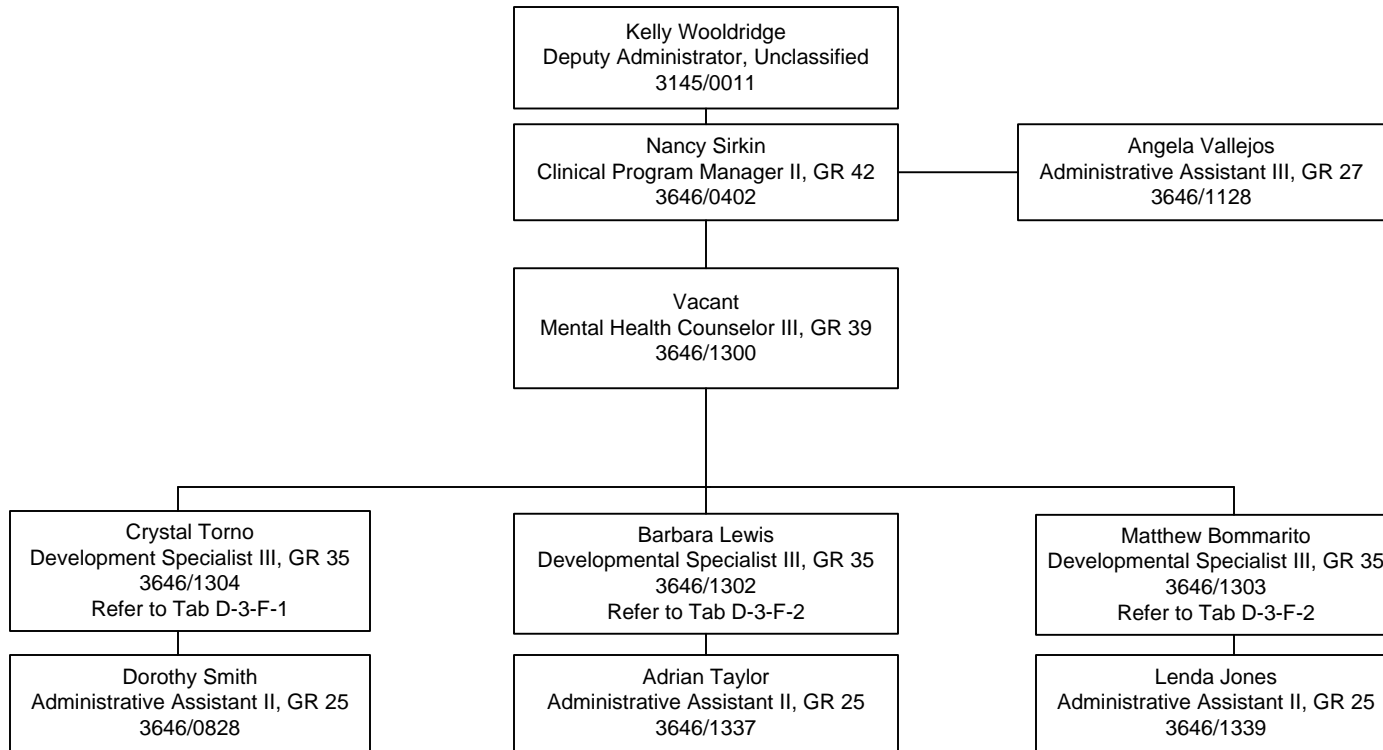 Kelly Wooldridge
Deputy Administrator, Unclassified
3145/0011
Nancy Sirkin
Clinical Program Manager II, GR 42
3646/0402
Angela Vallejos
Administrative Assistant III, GR 27
3646/1128
Vacant
Mental Health Counselor III, GR 39
3646/1300
Crystal Torno
Development Specialist III, GR 35
3646/1304
Refer to Tab D-3-F-1
Barbara Lewis
Developmental Specialist III, GR 35
3646/1302
Refer to Tab D-3-F-2
Matthew Bommarito
Developmental Specialist III, GR 35
3646/1303
Refer to Tab D-3-F-2
Dorothy Smith
Administrative Assistant II, GR 25
3646/0828
Adrian Taylor
Administrative Assistant II, GR 25
3646/1337
Lenda Jones
Administrative Assistant II, GR 25
3646/1339